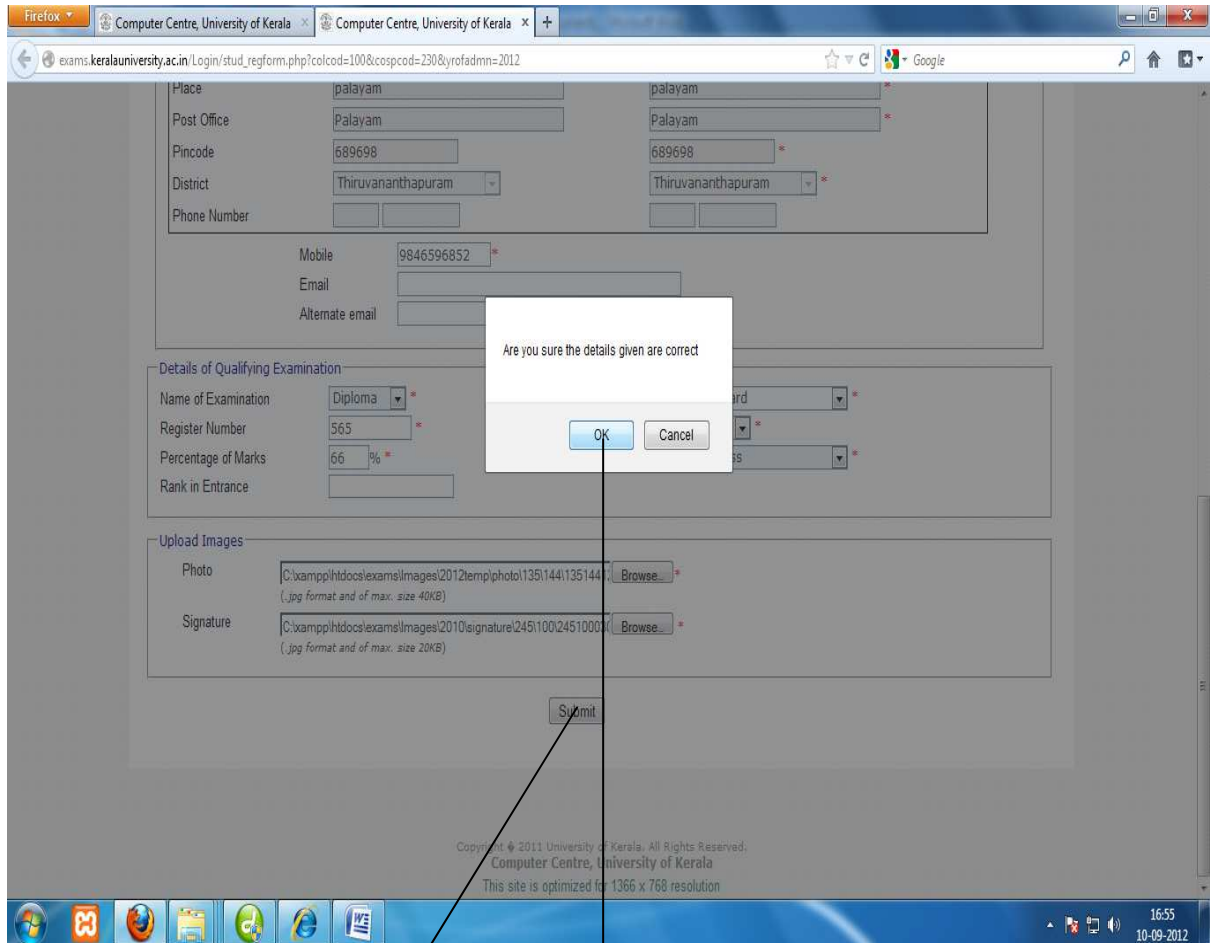 Firefox
Computer Centre, University of Kerala × Computer Centre, University of Kerala × +
exams.keralauniversity.ac.in/Login/stud_regform.php?colcod=100&cospcod=230&yrofadmn=2012 Google
Place palayam palayam *
Post Office Palayam Palayam *
Pincode 689698 689698 *
District Thiruvananthapuram Thiruvananthapuram *
Phone Number
Mobile 9846596852 *
Email
Alternate email
Are you sure the details given are correct
OK Cancel
Details of Qualifying Examination
Name of Examination Diploma * *
Register Number 565 * *
Percentage of Marks 66 % * *
Rank in Entrance
Upload Images
Photo C:\xampp\htdocs\exams\Images\2012temp\photo\135\144\135144 Browse... *
(.jpg format and of max. size 40KB)
Signature C:\xampp\htdocs\exams\Images\2010\signature\245\100\24510003 Browse... *
(.jpg format and of max. size 20KB)
Submit
Copyright � 2011 University of Kerala. All Rights Reserved.
Computer Centre, University of Kerala
This site is optimized for 1366 x 768 resolution
16:55
10-09-2012